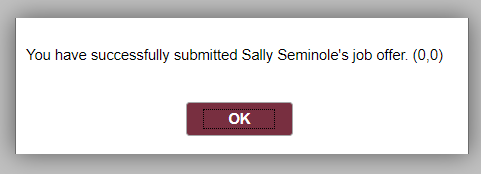 You have successfully submitted Sally Seminole's job offer. (0,0)
OK